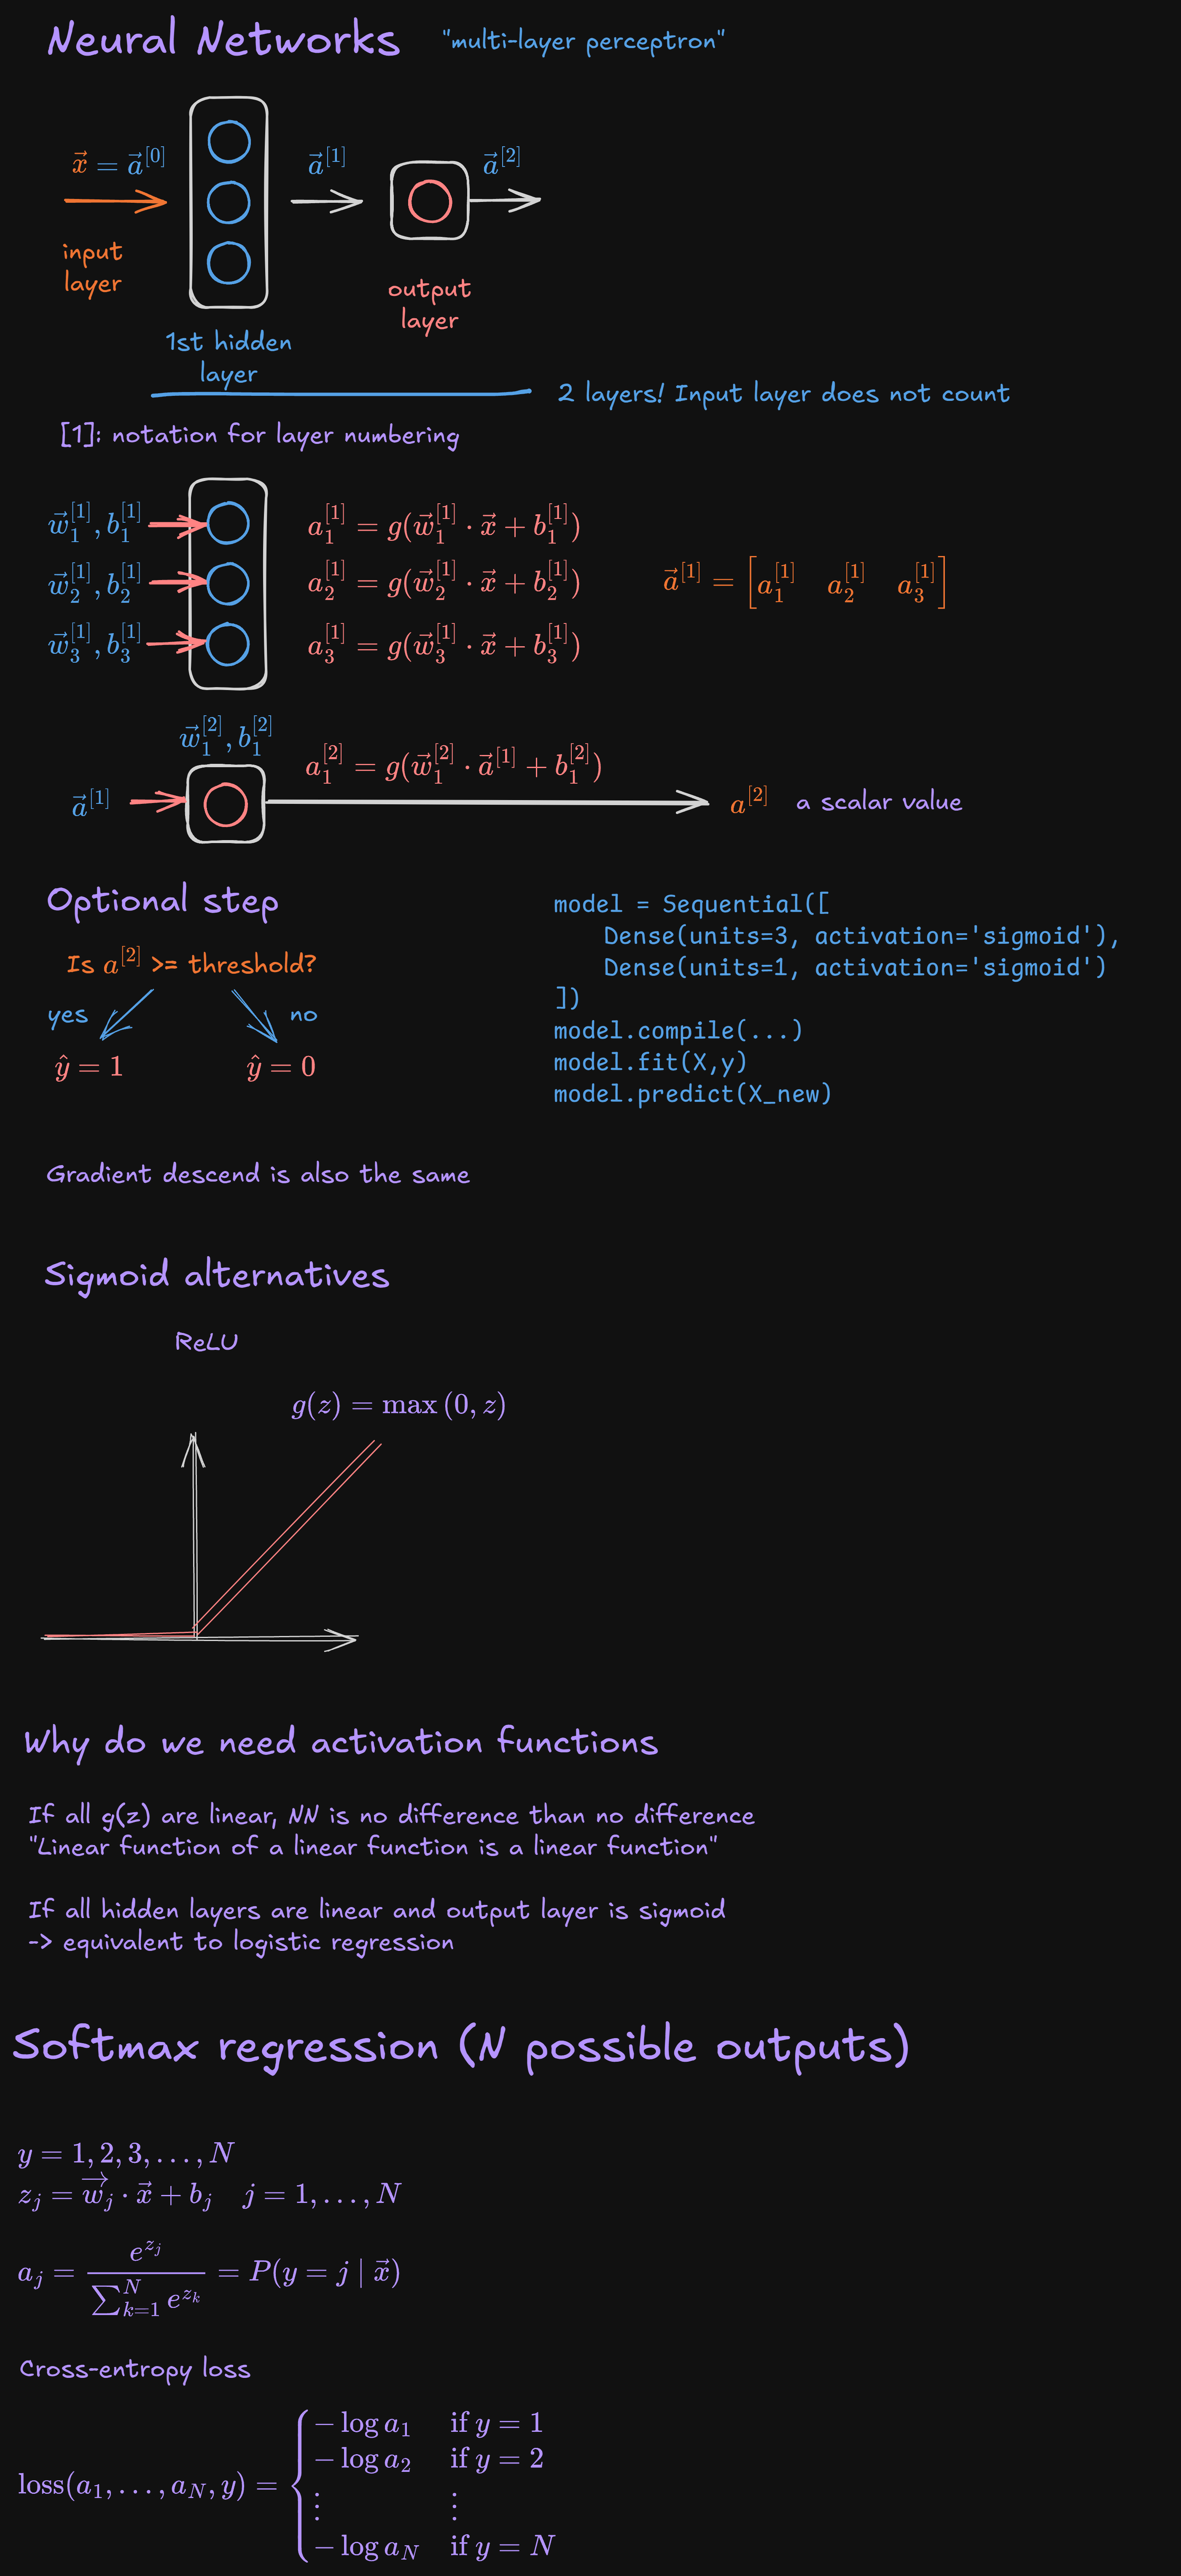 Neural Networks "multi-layer perceptron"
$\vec{x} = \vec{a}^{[0]}$
$\vec{a}^{[1]}$
$\vec{a}^{[2]}$
input
layer
output
layer
1st hidden
layer
2 layers! Input layer does not count
[1]: notation for layer numbering
$\vec{w}_1^{[1]}, b_1^{[1]}$ $a_1^{[1]} = g(\vec{w}_1^{[1]} \cdot \vec{x} + b_1^{[1]})$
$\vec{w}_2^{[1]}, b_2^{[1]}$ $a_2^{[1]} = g(\vec{w}_2^{[1]} \cdot \vec{x} + b_2^{[1]})$ $\vec{a}^{[1]} = \begin{bmatrix} a_1^{[1]} & a_2^{[1]} & a_3^{[1]} \end{bmatrix}$
$\vec{w}_3^{[1]}, b_3^{[1]}$ $a_3^{[1]} = g(\vec{w}_3^{[1]} \cdot \vec{x} + b_3^{[1]})$
$\vec{w}_1^{[2]}, b_1^{[2]}$
$a_1^{[2]} = g(\vec{w}_1^{[2]} \cdot \vec{a}^{[1]} + b_1^{[2]})$
$\vec{a}^{[1]}$ $a^{[2]}$ a scalar value
Optional step
Is $a^{[2]}$ >= threshold?
yes no
$\hat{y} = 1$ $\hat{y} = 0$
model = Sequential([
    Dense(units=3, activation='sigmoid'),
    Dense(units=1, activation='sigmoid')
])
model.compile(...)
model.fit(X,y)
model.predict(X_new)
Gradient descend is also the same
Sigmoid alternatives
ReLU
$g(z) = \max(0, z)$
Why do we need activation functions
If all g(z) are linear, NN is no difference than no difference
"Linear function of a linear function is a linear function"
If all hidden layers are linear and output layer is sigmoid
-> equivalent to logistic regression
Softmax regression (N possible outputs)
$y = 1, 2, 3, \ldots, N$
$z_j = \overrightarrow{w}_j \cdot \vec{x} + b_j \quad j = 1, \ldots, N$
$a_j = \frac{e^{z_j}}{\sum_{k=1}^{N} e^{z_k}} = P(y = j \mid \vec{x})$
Cross-entropy loss
$\text{loss}(a_1, \ldots, a_N, y) = \begin{cases} -\log a_1 & \text{if } y = 1 \\ -\log a_2 & \text{if } y = 2 \\ \vdots & \vdots \\ -\log a_N & \text{if } y = N \end{cases}$